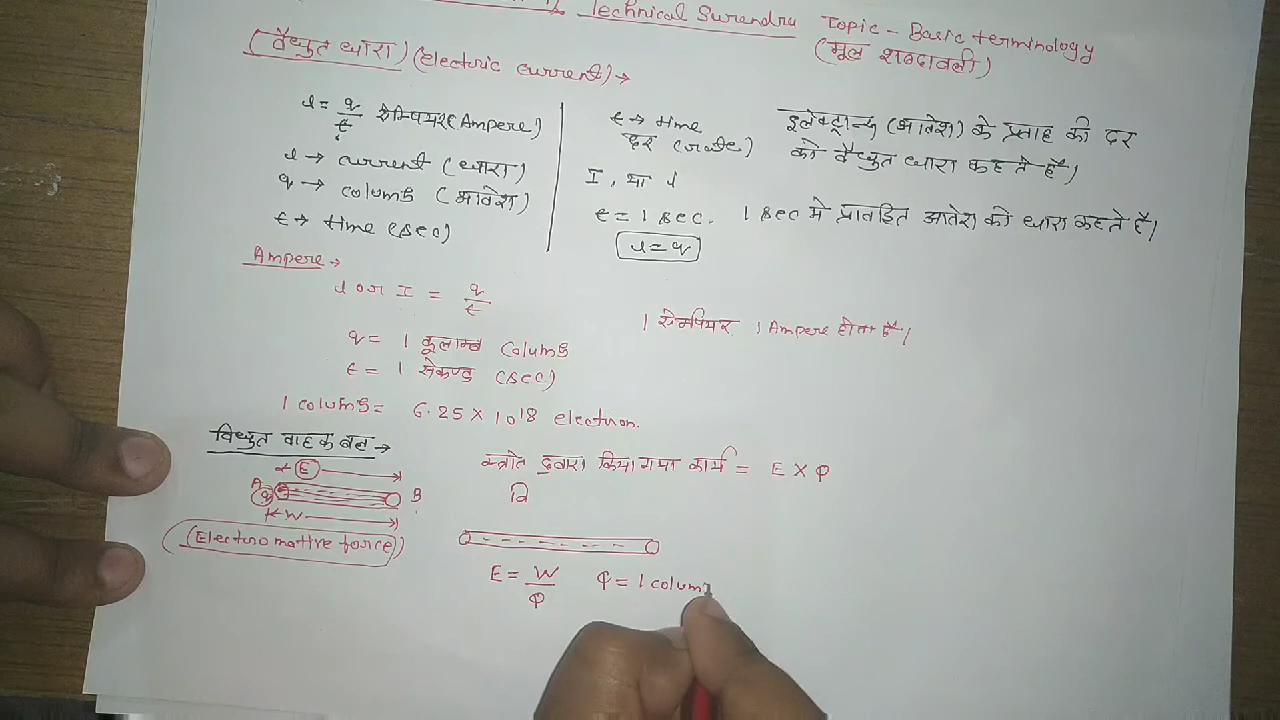 Technical Surendra Topic - Basic terminology
(मूल शब्दावली)
(वैधुत धारा) (electric current) →
i = q/t ऐम्पियर (Ampere)
i → current (धारा)
q → columb (आवेश)
t → time (sec)
t → time
दर (rate)
I, या i
t = 1 sec.
i = q
इलेक्ट्रान्स (आवेश) के प्रवाह की दर
को वैधुत धारा कहते है।
1 sec मे प्रावहित आवेश को धारा कहते है।
Ampere →
i or I = q/t
q = 1 कूलाम्ब columb
t = 1 सेकण्ड (sec)
1 columb = 6.25 × 10¹⁸ electron.
1 ऐम्पियर 1 Ampere होता है।
विधुत वाहक बल →
E
A q B
W
(Electromotive force)
स्त्रोत द्वारा किया गया कार्य = E × φ
वि
E = W/φ φ = 1 colum